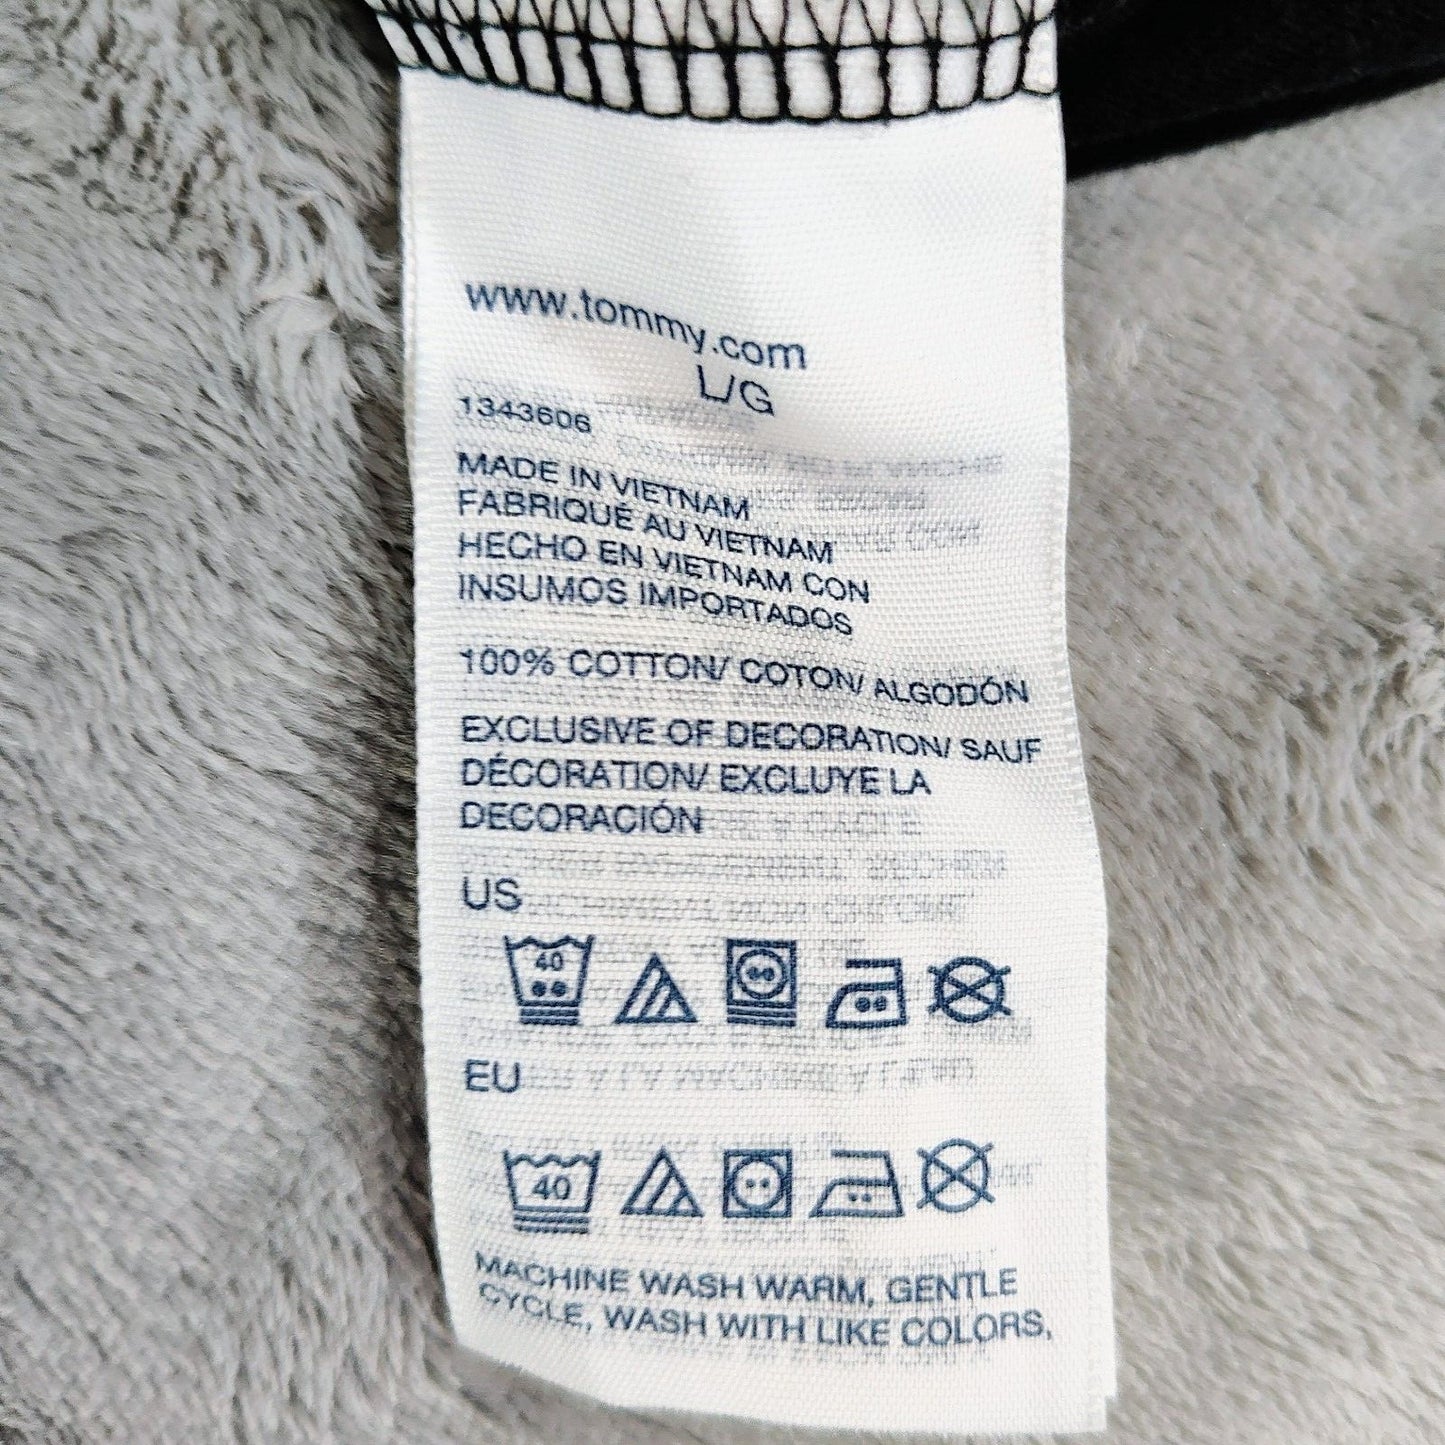 www.tommy.com
L/G
1343606
MADE IN VIETNAM
FABRIQUÉ AU VIETNAM
HECHO EN VIETNAM CON
INSUMOS IMPORTADOS
100% COTTON/ COTON/ ALGODÓN
EXCLUSIVE OF DECORATION/ SAUF
DÉCORATION/ EXCLUYE LA
DECORACIÓN
US
40
EU
40
MACHINE WASH WARM, GENTLE
CYCLE, WASH WITH LIKE COLORS,